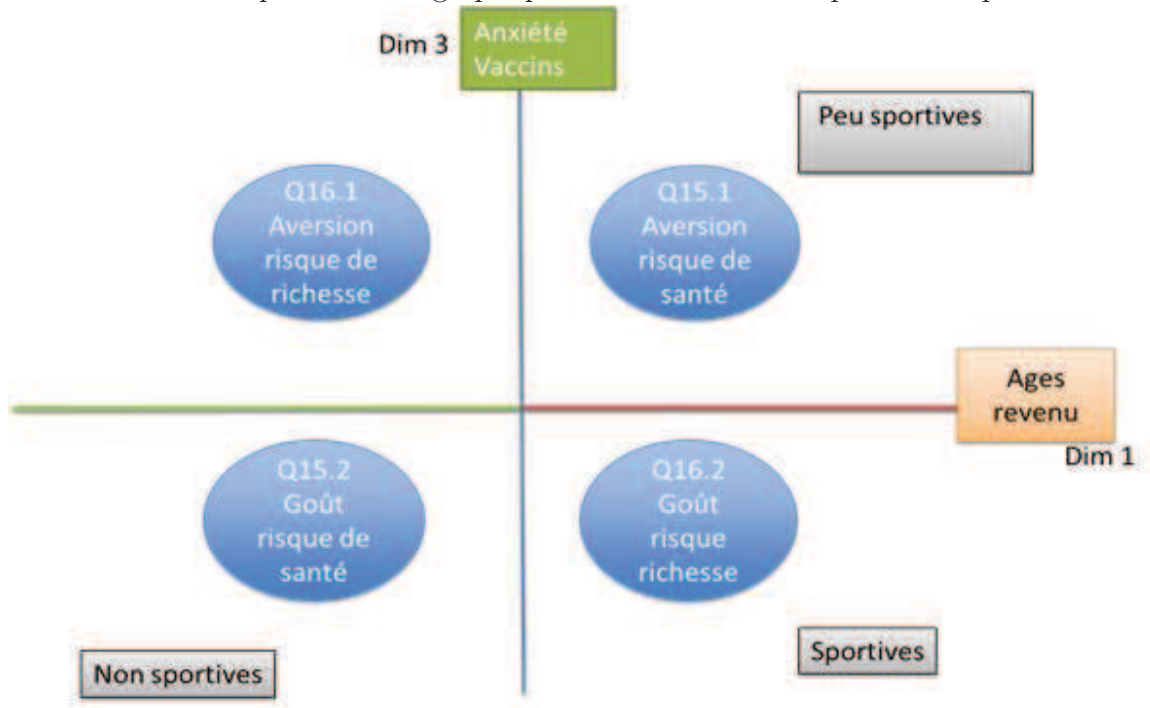 Dim 3
Anxiété
Vaccins
Peu sportives
Q16.1
Aversion
risque de
richesse
Q15.1
Aversion
risque de
santé
Ages
revenu
Dim 1
Q15.2
Goût
risque de
santé
Q16.2
Goût
risque
richesse
Non sportives
Sportives